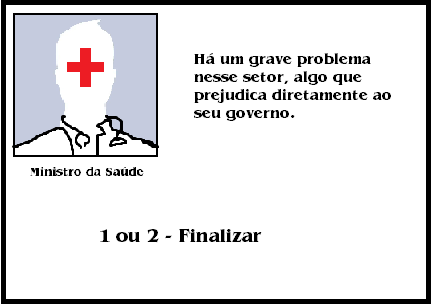 Há um grave problema
nesse setor, algo que
prejudica diretamente ao
seu governo.
Ministro da Saúde
1 ou 2 - Finalizar